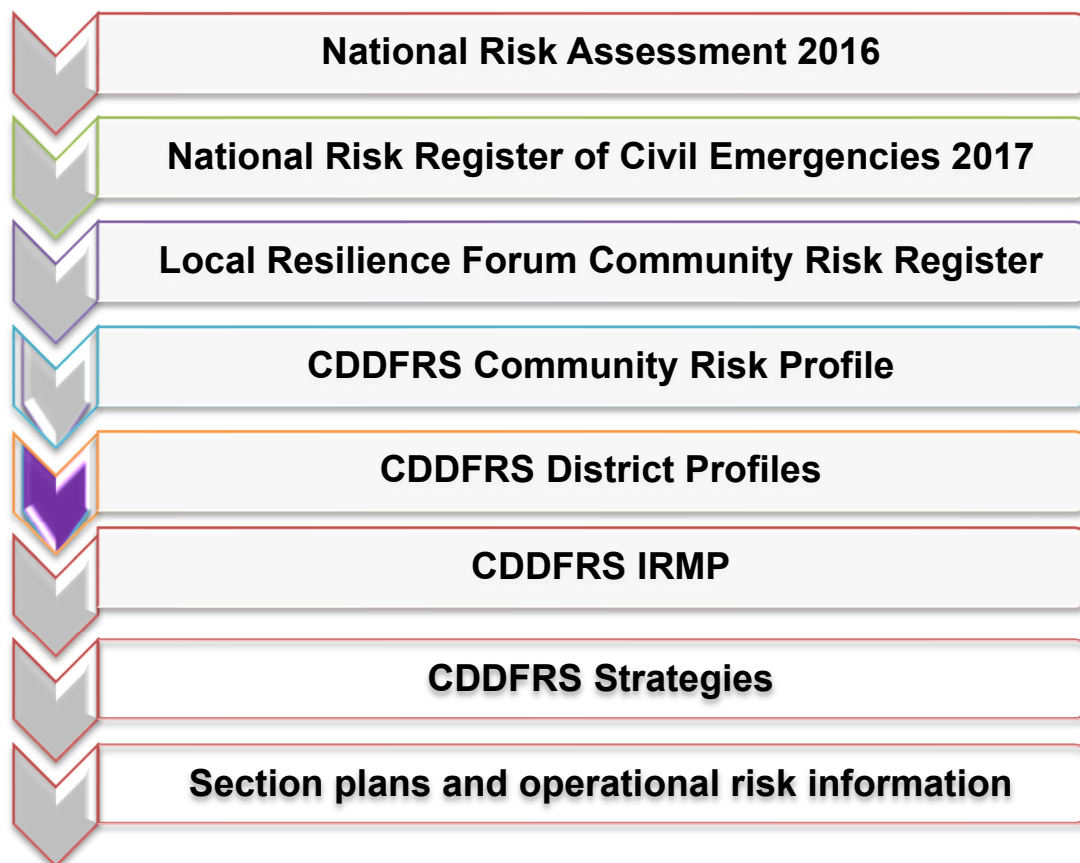 National Risk Assessment 2016
National Risk Register of Civil Emergencies 2017
Local Resilience Forum Community Risk Register
CDDFRS Community Risk Profile
CDDFRS District Profiles
CDDFRS IRMP
CDDFRS Strategies
Section plans and operational risk information